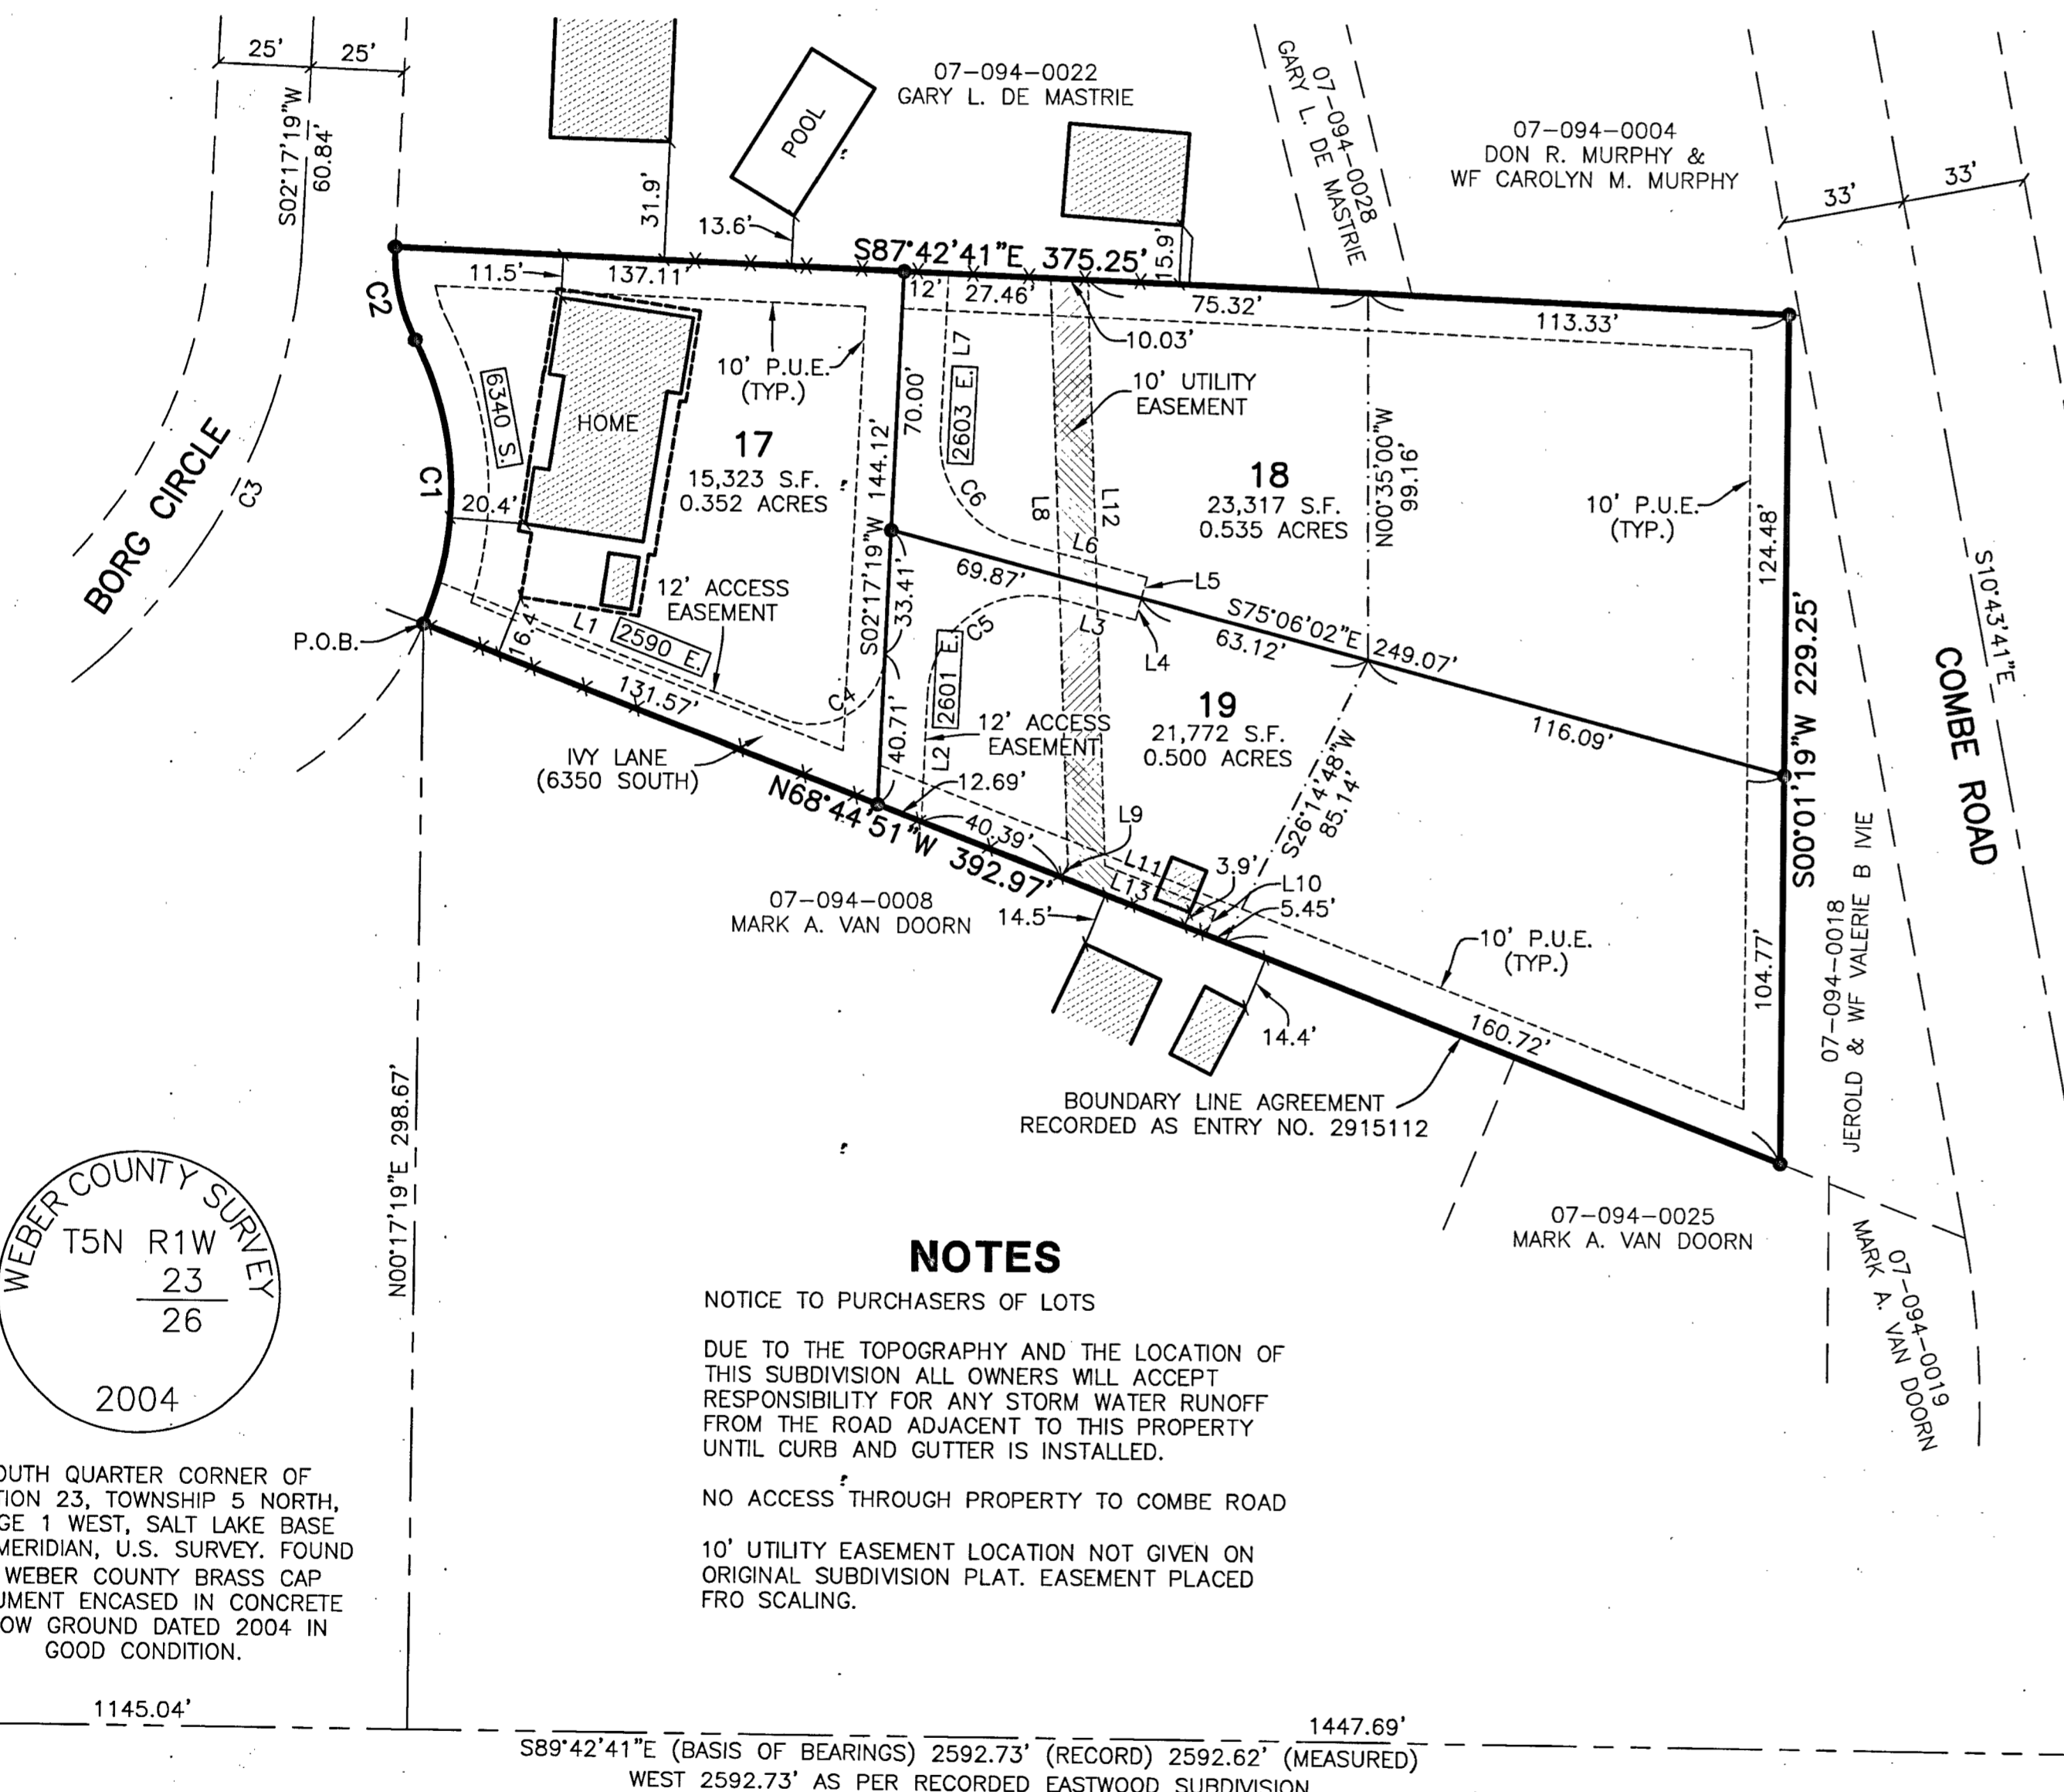 25'
25'
S02°17'19"W
60.84'
07-094-0022
GARY L. DE MASTRIE
POOL
07-094-0028
GARY L. DE MASTRIE
07-094-0004
DON R. MURPHY &
WF CAROLYN M. MURPHY
33'
33'
31.9'
13.6'
15.9'
S87°42'41"E 375.25'
11.5'
137.11'
12'
27.46'
75.32'
113.33'
10.03'
C2
C1
C3
BORG CIRCLE
6340 S.
HOME
10' P.U.E.
(TYP.)
17
15,323 S.F.
0.352 ACRES
20.4'
70.00'
S02°17'19"W 144.12'
33.41'
40.71'
L7
2603 E.
C6
10' UTILITY
EASEMENT
L8
L12
18
23,317 S.F.
0.535 ACRES
N00°35'00"W
99.16'
10' P.U.E.
(TYP.)
124.48'
S00°01'19"W 229.25'
S10°43'41"E
COMBE ROAD
L6
L5
69.87'
S75°06'02"E 249.07'
63.12'
116.09'
L3
L4
C5
2601 E.
L2
12' ACCESS
EASEMENT
P.O.B.
16.4'
L1
2590 E.
12' ACCESS
EASEMENT
C4
131.57'
IVY LANE
(6350 SOUTH)
19
21,772 S.F.
0.500 ACRES
S26°14'48"W
85.14'
12.69'
40.39'
N68°44'51"W 392.97'
L9
L11
L13
3.9'
L10
5.45'
14.5'
14.4'
10' P.U.E.
(TYP.)
160.72'
104.77'
07-094-0008
MARK A. VAN DOORN
07-094-0018
JEROLD & WF VALERIE B IVIE
BOUNDARY LINE AGREEMENT
RECORDED AS ENTRY NO. 2915112
07-094-0025
MARK A. VAN DOORN
07-094-0019
MARK A. VAN DOORN
N00°17'19"E 298.67'
WEBER COUNTY SURVEY
T5N R1W
23
26
2004
OUTH QUARTER CORNER OF
TION 23, TOWNSHIP 5 NORTH,
GE 1 WEST, SALT LAKE BASE
MERIDIAN, U.S. SURVEY. FOUND
WEBER COUNTY BRASS CAP
UMENT ENCASED IN CONCRETE
OW GROUND DATED 2004 IN
GOOD CONDITION.
NOTES
NOTICE TO PURCHASERS OF LOTS
DUE TO THE TOPOGRAPHY AND THE LOCATION OF
THIS SUBDIVISION ALL OWNERS WILL ACCEPT
RESPONSIBILITY FOR ANY STORM WATER RUNOFF
FROM THE ROAD ADJACENT TO THIS PROPERTY
UNTIL CURB AND GUTTER IS INSTALLED.
NO ACCESS THROUGH PROPERTY TO COMBE ROAD
10' UTILITY EASEMENT LOCATION NOT GIVEN ON
ORIGINAL SUBDIVISION PLAT. EASEMENT PLACED
FRO SCALING.
1145.04'
1447.69'
S89°42'41"E (BASIS OF BEARINGS) 2592.73' (RECORD) 2592.62' (MEASURED)
WEST 2592.73' AS PER RECORDED EASTWOOD SUBDIVISION